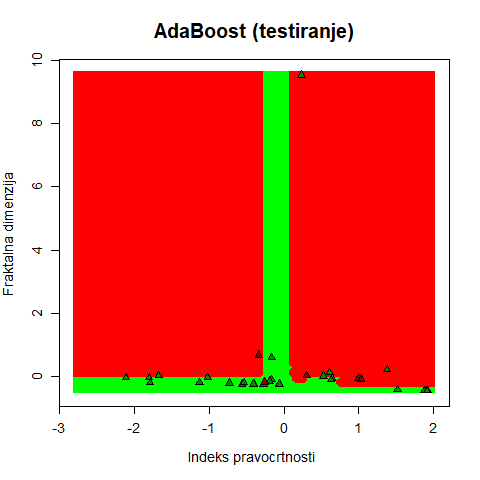 AdaBoost (testiranje)
Fraktalna dimenzija
10
8
6
4
2
0
-3 -2 -1 0 1 2
Indeks pravocrtnosti